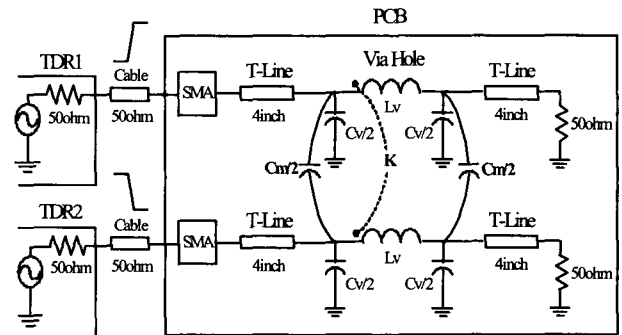 PCB
TDR1
Cable
SMA
T-Line
Via Hole
T-Line
50ohm
50ohm
4inch
Cv/2
Lv
Cv/2
4inch
50ohm
Cm/2
K
Cm/2
TDR2
Cable
SMA
T-Line
T-Line
50ohm
50ohm
4inch
Cv/2
Lv
Cv/2
4inch
50ohm